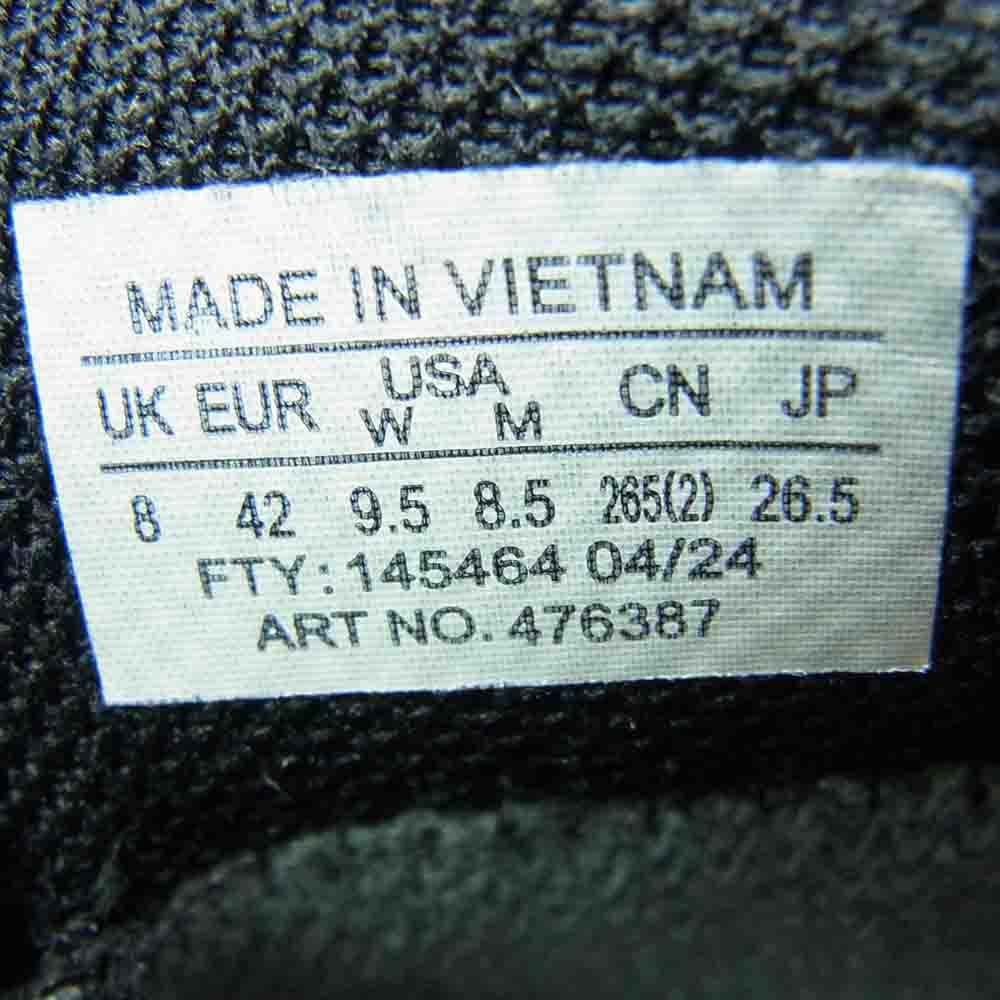 MADE IN VIETNAM
UK EUR USA CN JP
W M
8 42 9.5 8.5 265(2) 26.5
FTY: 145464 04/24
ART NO. 476387